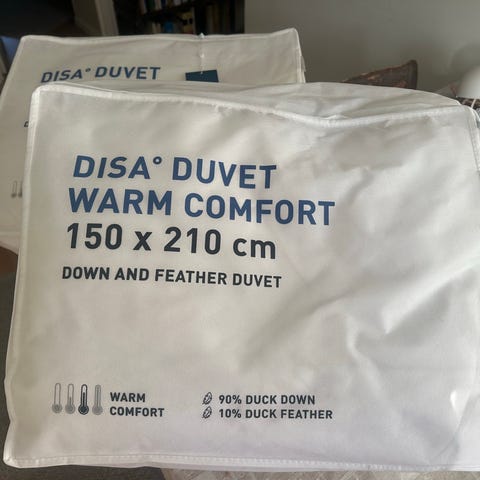 DISA° DUVET
DISA° DUVET
WARM COMFORT
150 x 210 cm
DOWN AND FEATHER DUVET
WARM
COMFORT
90% DUCK DOWN
10% DUCK FEATHER